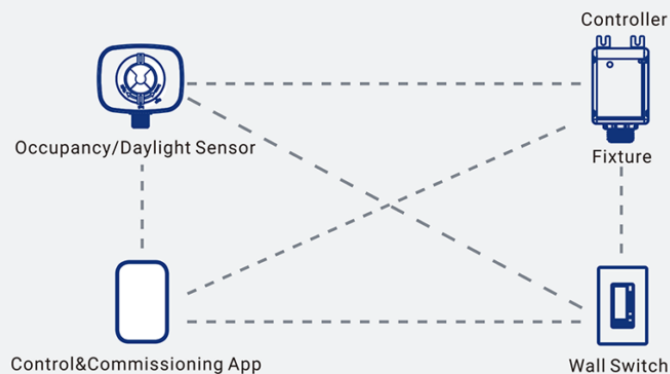 Controller
Occupancy/Daylight Sensor
Fixture
Control&Commissioning App
Wall Switch